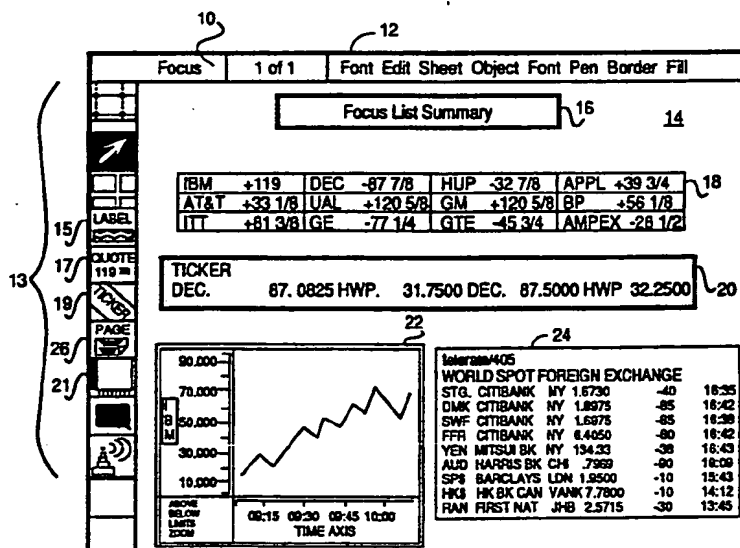 10
12
Focus 1 of 1 Font Edit Sheet Object Font Pen Border Fill
Focus List Summary
16
14
IBM +119 DEC -87 7/8 HUP -32 7/8 APPL +39 3/4
18
AT&T +33 1/8 UAL +120 5/8 GM +120 5/8 BP +56 1/8
ITT +81 3/8 GE -77 1/4 GTE -45 3/4 AMPEX -28 1/2
15
LABEL
13
17
QUOTE
119
19
TICKER
26
PAGE
21
TICKER
DEC. 87.0825 HWP. 31.7500 DEC. 87.5000 HWP 32.2500
20
22
90.000
70.000
50.000
30.000
10.000
IBM
ABOVE
BELOW
LIMITS
ZOOM
09:15 09:30 09:45 10:00
TIME AXIS
24
telerate/405
WORLD SPOT FOREIGN EXCHANGE
STG. CITIBANK NY 1.6730 -40 16:35
DMK CITIBANK NY 1.8975 -85 16:42
SWF CITIBANK NY 1.6975 -85 16:38
FFR CITIBANK NY 6.4050 -80 16:42
YEN MITSUI BK NY 134.33 -38 16:43
AUD HARRIS BK CHI .7969 -90 16:09
SP$ BARCLAYS LDN 1.9500 -10 15:43
HK$ HK BK CAN VANK 7.7800 -10 14:12
RAN FIRST NAT JHB 2.5715 -30 13:45